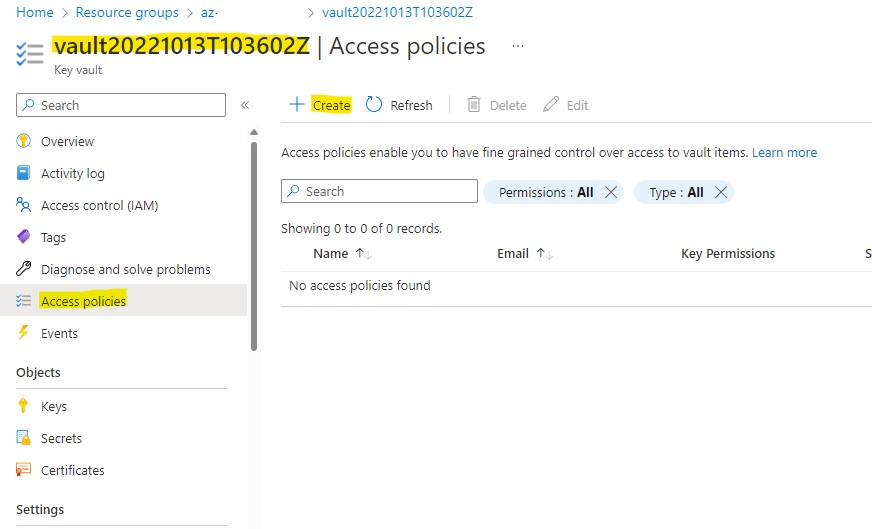 Home > Resource groups > az- > vault20221013T103602Z
vault20221013T103602Z | Access policies ...
Key vault
Search «
Overview
Activity log
Access control (IAM)
Tags
Diagnose and solve problems
Access policies
Events
Objects
Keys
Secrets
Certificates
Settings
+ Create Refresh Delete Edit
Access policies enable you to have fine grained control over access to vault items. Learn more
Search Permissions : All Type : All
Showing 0 to 0 of 0 records.
Name ↑↓ Email ↑↓ Key Permissions S
No access policies found